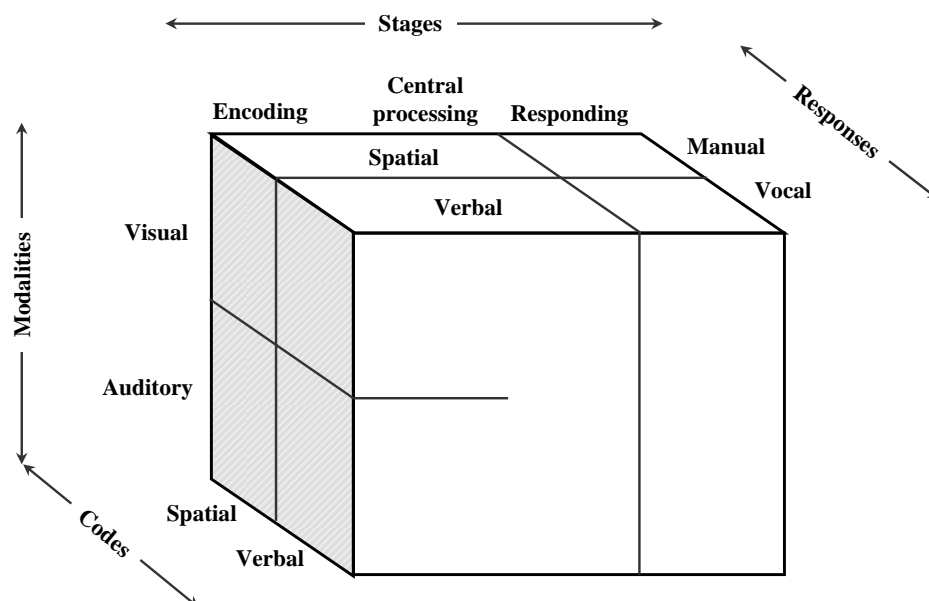 Stages
Central
processing
Encoding
Responding
Responses
Manual
Vocal
Spatial
Verbal
Modalities
Visual
Auditory
Spatial
Verbal
Codes